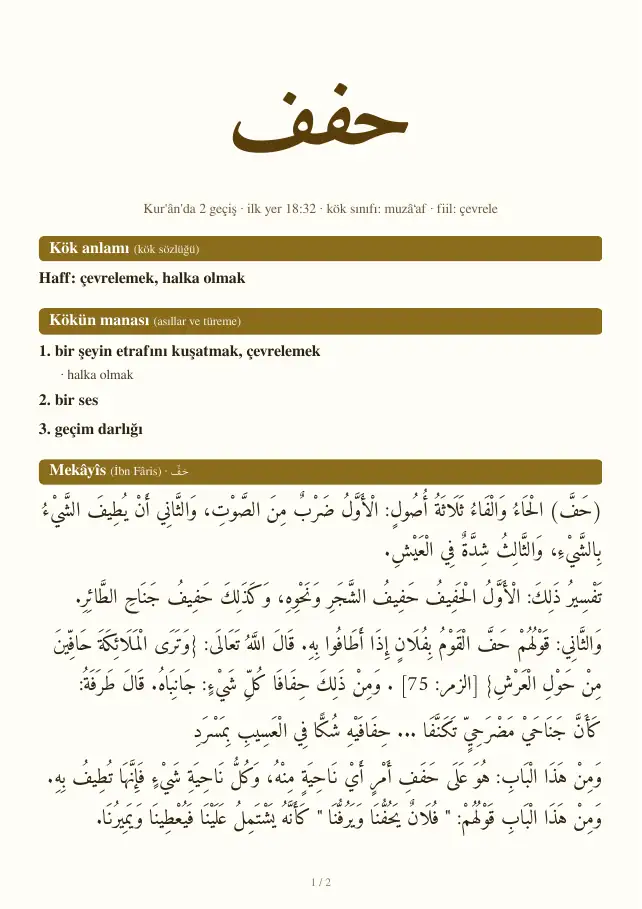 حفف
Kur'ân'da 2 geçiş · ilk yer 18:32 · kök sınıfı: muzâ'af · fiil: çevrele
Kök anlamı (kök sözlüğü)
Haff: çevrelemek, halka olmak
Kökün manası (asıllar ve türeme)
1. bir şeyin etrafını kuşatmak, çevrelemek
· halka olmak
2. bir ses
3. geçim darlığı
Mekâyîs (İbn Fâris) · حَفَّ
(حَفَّ) الْحَاءُ وَالْفَاءُ ثَلَاثَةُ أُصُولٍ: الْأَوَّلُ ضَرْبٌ مِنَ الصَّوْتِ، وَالثَّانِي أَنْ يُطِيفَ الشَّيْءُ
بِالشَّيْءِ، وَالثَّالِثُ شِدَّةٌ فِي الْعَيْشِ.
تَفْسِيرُ ذَلِكَ: الْأَوَّلُ الْحَفِيفُ حَفِيفُ الشَّجَرِ وَنَحْوِهِ، وَكَذَلِكَ حَفِيفُ جَنَاحِ الطَّائِرِ.
وَالثَّانِي: قَوْلُهُمْ حَفَّ الْقَوْمُ بِفُلَانٍ إِذَا أَطَافُوا بِهِ. قَالَ اللَّهُ تَعَالَى: {وَتَرَى الْمَلَائِكَةَ حَافِّينَ
مِنْ حَوْلِ الْعَرْشِ} [الزمر: 75] . وَمِنْ ذَلِكَ حِفَافَا كُلِّ شَيْءٍ: جَانِبَاهُ. قَالَ طَرَفَةُ:
كَأَنَّ جَنَاحَيْ مَضْرَحِيٍّ تَكَنَّفَا ... حِفَافَيْهِ شُكَّا فِي الْعَسِيبِ بِمَسْرَدِ
وَمِنْ هَذَا الْبَابِ: هُوَ عَلَى حَفَفِ أَمْرٍ أَيْ نَاحِيَةٍ مِنْهُ، وَكُلُّ نَاحِيَةِ شَيْءٍ فَإِنَّهَا تُطِيفُ بِهِ.
وَمِنْ هَذَا الْبَابِ قَوْلُهُمْ: " فُلَانٌ يَحُفُّنَا وَيَرُفُّنَا " كَأَنَّهُ يَشْتَمِلُ عَلَيْنَا فَيُعْطِينَا وَيَمِيرُنَا.
1 / 2